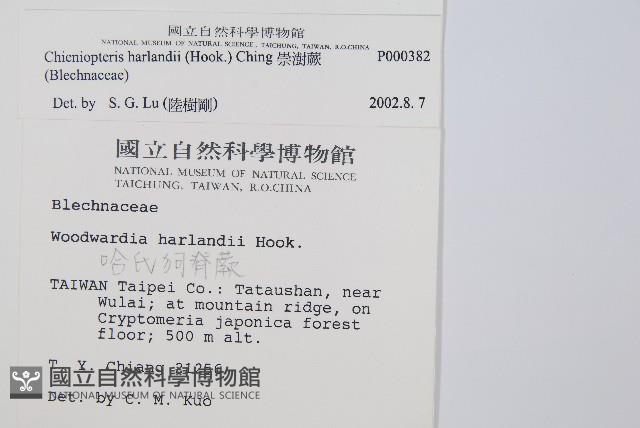 國立自然科學博物館
NATIONAL MUSEUM OF NATURAL SCIENCE, TAICHUNG, TAIWAN, R.O.CHINA
Chieniopteris harlandii (Hook.) Ching 崇澍蕨 P000382
(Blechnaceae)
Det. by S. G. Lu (陸樹剛) 2002.8. 7
國立自然科學博物館
NATIONAL MUSEUM OF NATURAL SCIENCE
TAICHUNG, TAIWAN, R.O.CHINA
Blechnaceae
Woodwardia harlandii Hook.
哈氏狗脊蕨
TAIWAN Taipei Co.: Tataushan, near
Wulai; at mountain ridge, on
Cryptomeria japonica forest
floor; 500 m alt.
T. Y. Chiang
國立自然科學博物館
NATIONAL MUSEUM OF NATURAL SCIENCE
Det. by C. M. Kuo